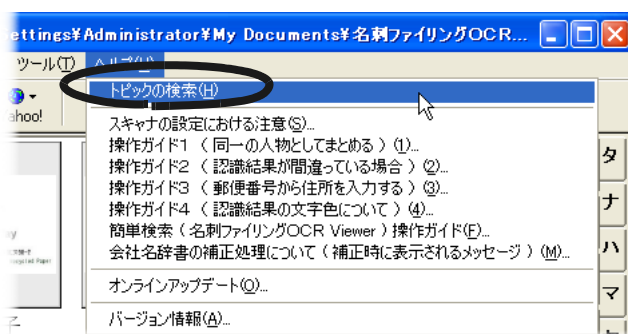 ettings¥Administrator¥My Documents¥名刺ファイリングOCR...
ツール(T)
ahoo!
トピックの検索(H)
スキャナの設定における注意(S)...
操作ガイド1 ( 同一の人物としてまとめる ) (1)...
操作ガイド2 ( 認識結果が間違っている場合 ) (2)...
操作ガイド3 ( 郵便番号から住所を入力する ) (3)...
操作ガイド4 ( 認識結果の文字色について ) (4)...
簡単検索 ( 名刺ファイリングOCR Viewer ) 操作ガイド(F)...
会社名辞書の補正処理について ( 補正時に表示されるメッセージ ) (M)...
オンラインアップデート(O)...
バージョン情報(A)...
タ
ナ
ハ
マ